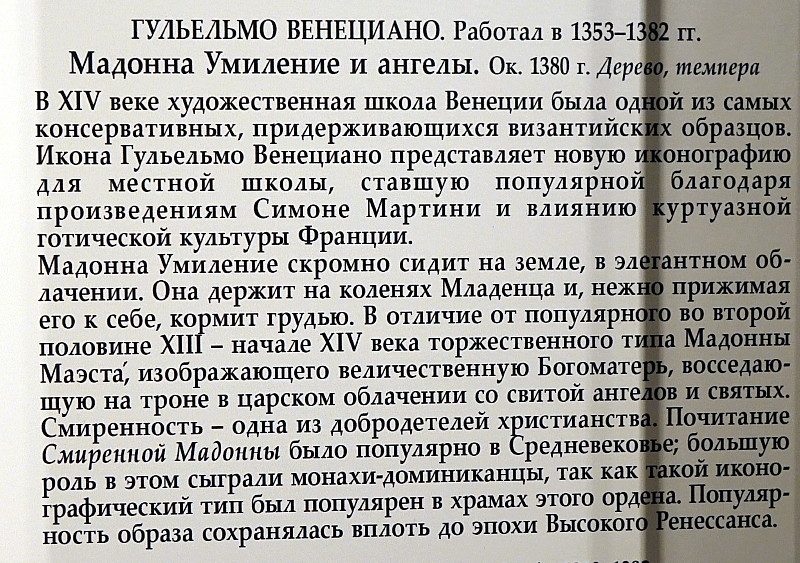 ГУЛЬЕЛЬМО ВЕНЕЦИАНО. Работал в 1353–1382 гг.
Мадонна Умиление и ангелы. Ок. 1380 г. Дерево, темпера
В XIV веке художественная школа Венеции была одной из самых
консервативных, придерживающихся византийских образцов.
Икона Гульельмо Венециано представляет новую иконографию
для местной школы, ставшую популярной благодаря
произведениям Симоне Мартини и влиянию куртуазной
готической культуры Франции.
Мадонна Умиление скромно сидит на земле, в элегантном об-
лачении. Она держит на коленях Младенца и, нежно прижимая
его к себе, кормит грудью. В отличие от популярного во второй
половине XIII – начале XIV века торжественного типа Мадонны
Маэста́, изображающего величественную Богоматерь, восседаю-
щую на троне в царском облачении со свитой ангелов и святых.
Смиренность – одна из добродетелей христианства. Почитание
Смиренной Мадонны было популярно в Средневековье; большую
роль в этом сыграли монахи-доминиканцы, так как такой иконо-
графический тип был популярен в храмах этого ордена. Популяр-
ность образа сохранялась вплоть до эпохи Высокого Ренессанса.